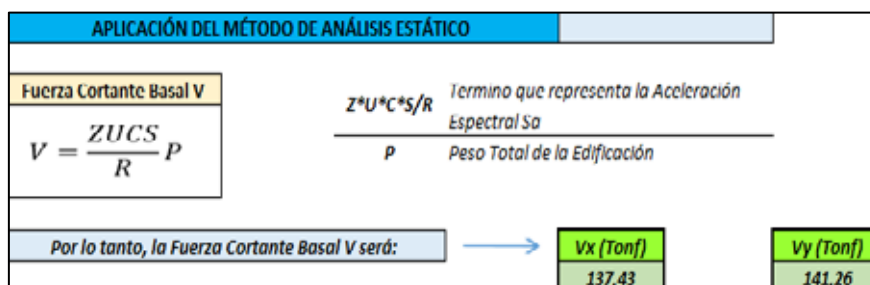 APLICACIÓN DEL MÉTODO DE ANÁLISIS ESTÁTICO
Fuerza Cortante Basal V
V = ZUCS/R P
Z*U*C*S/R Termino que representa la Aceleración
Espectral Sa
P Peso Total de la Edificación
Por lo tanto, la Fuerza Cortante Basal V será:
Vx (Tonf) Vy (Tonf)
137.43 141.26